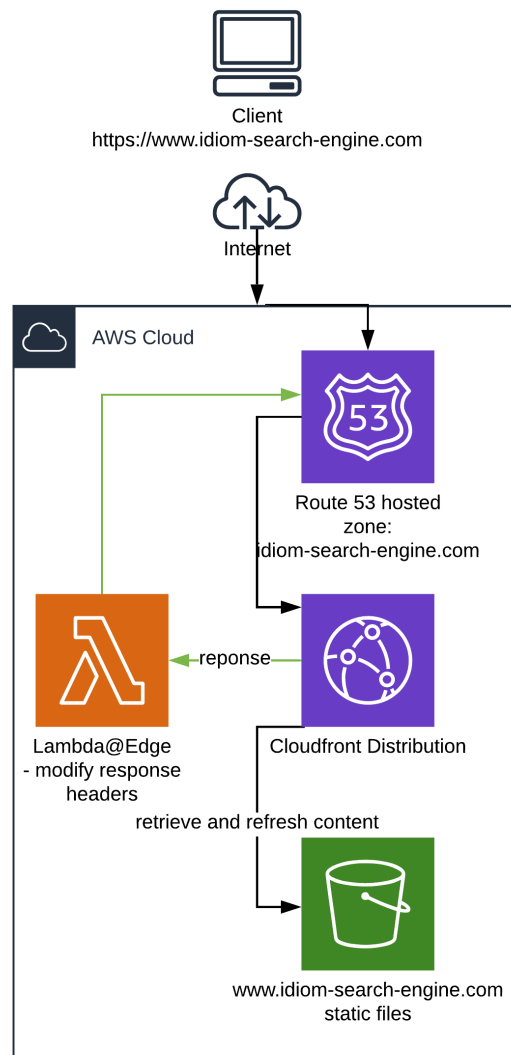 Client
https://www.idiom-search-engine.com
Internet
AWS Cloud
53
Route 53 hosted
zone:
idiom-search-engine.com
reponse
Lambda@Edge
- modify response
headers
Cloudfront Distribution
retrieve and refresh content
www.idiom-search-engine.com
static files